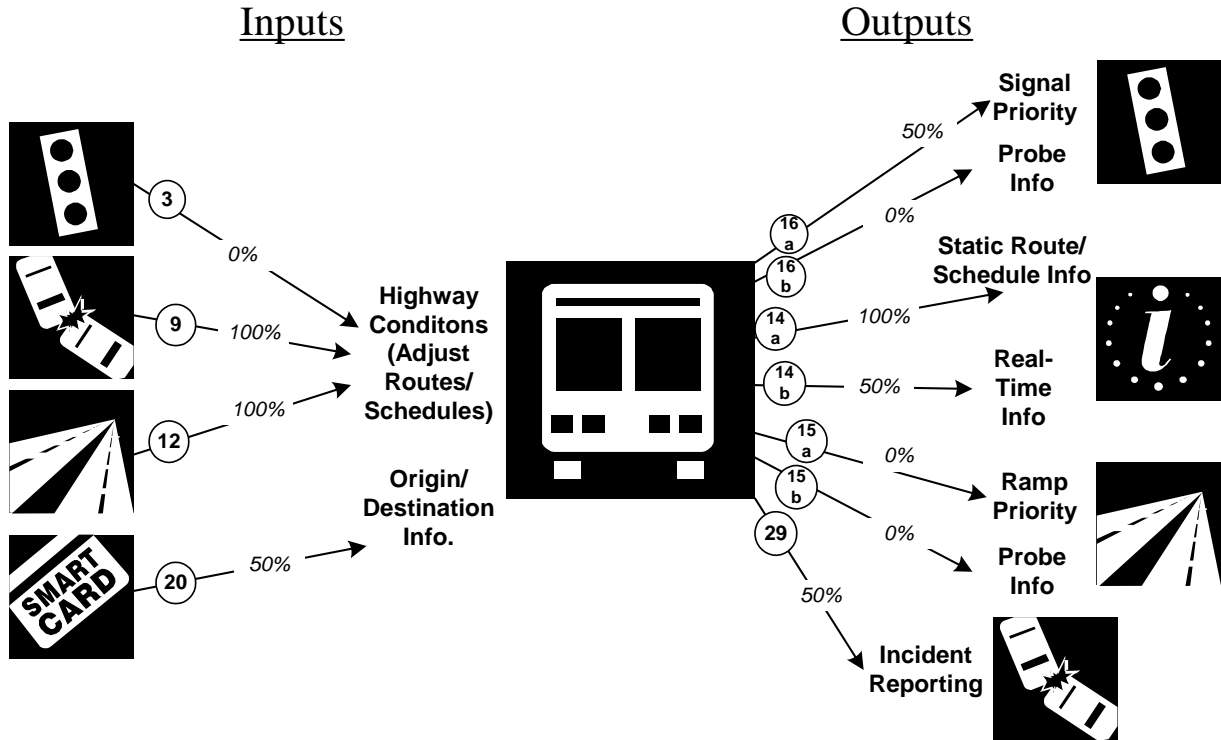 Inputs
Outputs
3
0%
9
100%
12
100%
SMART
CARD
20
50%
Highway
Conditons
(Adjust
Routes/
Schedules)
Origin/
Destination
Info.
16
a
50%
Signal
Priority
16
b
0%
Probe
Info
14
a
100%
Static Route/
Schedule Info
i
14
b
50%
Real-
Time
Info
15
a
0%
Ramp
Priority
15
b
0%
Probe
Info
29
50%
Incident
Reporting